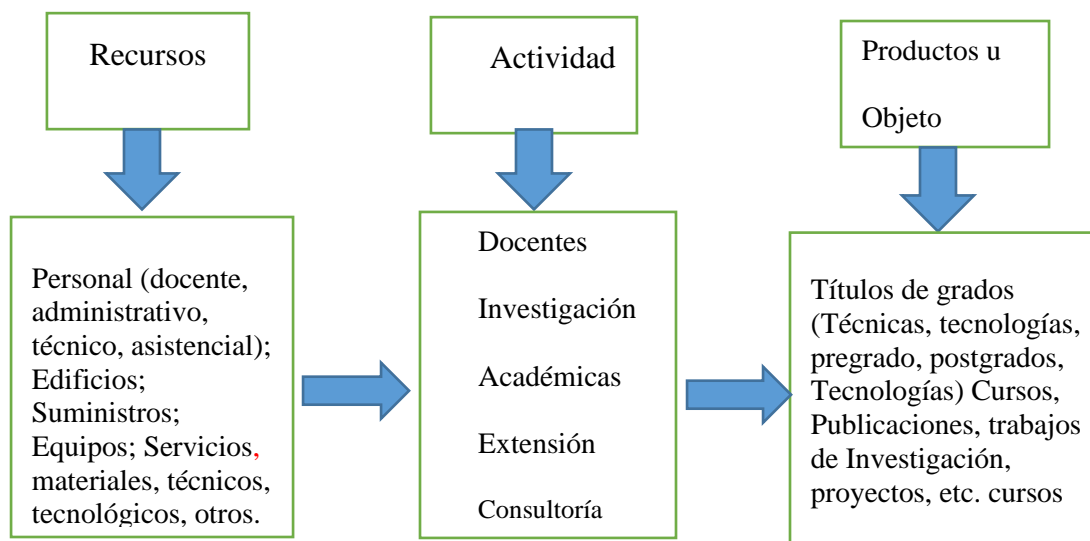 Recursos
Actividad
Productos u
Objeto
Personal (docente,
administrativo,
técnico, asistencial);
Edificios;
Suministros;
Equipos; Servicios,
materiales, técnicos,
tecnológicos, otros.
Docentes
Investigación
Académicas
Extensión
Consultoría
Títulos de grados
(Técnicas, tecnologías,
pregrado, postgrados,
Tecnologías) Cursos,
Publicaciones, trabajos
de Investigación,
proyectos, etc. cursos